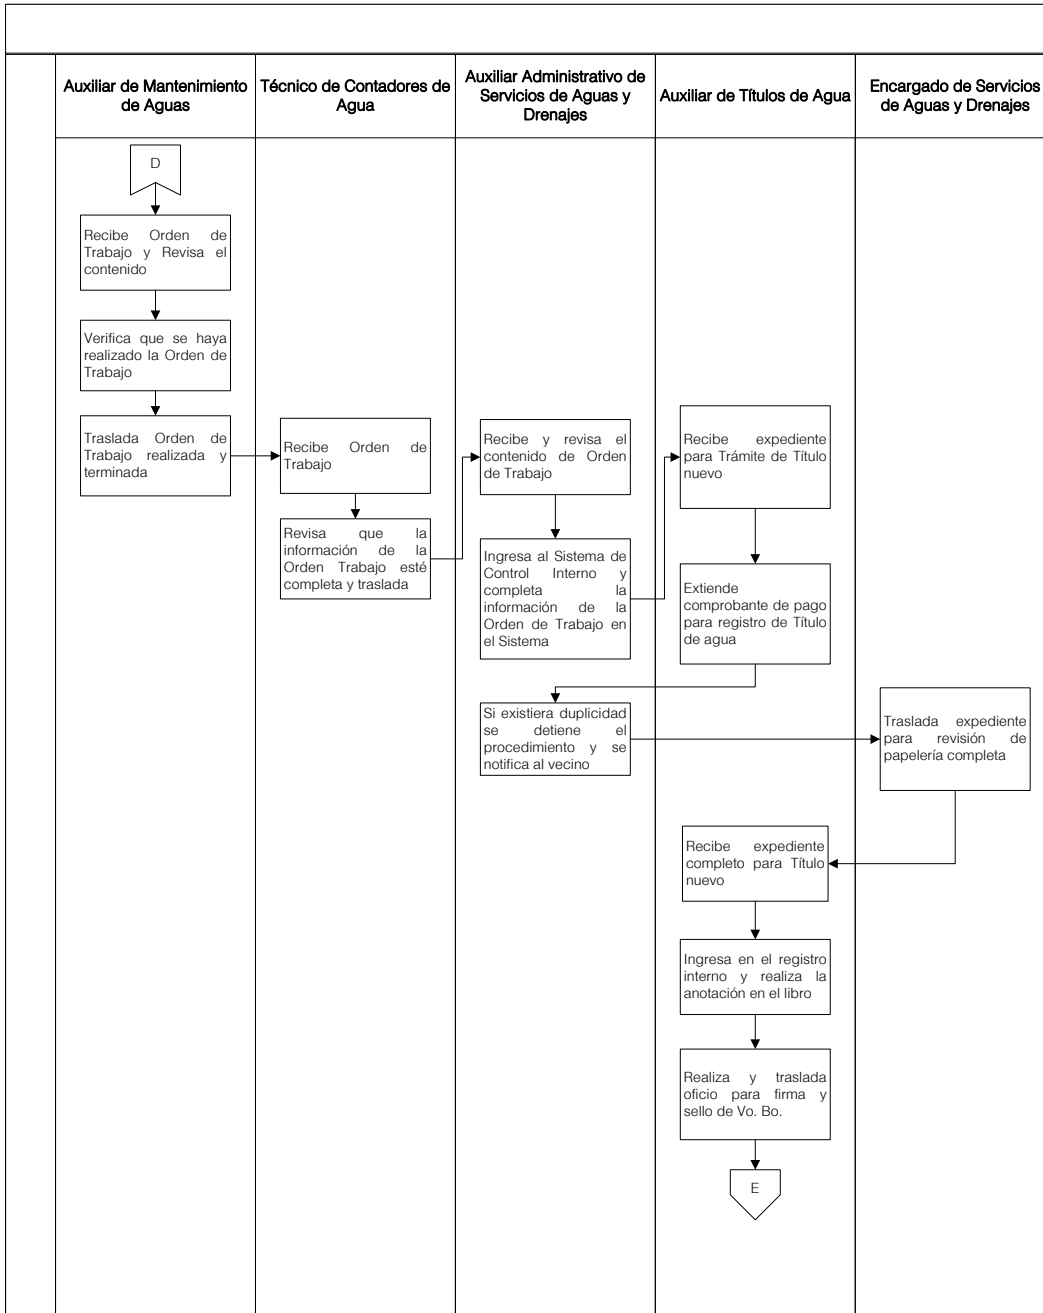 Auxiliar de Mantenimiento
de Aguas
Técnico de Contadores de
Agua
Auxiliar Administrativo de
Servicios de Aguas y
Drenajes
Auxiliar de Títulos de Agua
Encargado de Servicios
de Aguas y Drenajes
D
Recibe Orden de
Trabajo y Revisa el
contenido
Verifica que se haya
realizado la Orden de
Trabajo
Traslada Orden de
Trabajo realizada y
terminada
Recibe Orden de
Trabajo
Revisa que la
información de la
Orden Trabajo esté
completa y traslada
Recibe y revisa el
contenido de Orden
de Trabajo
Ingresa al Sistema de
Control Interno y
completa la
información de la
Orden de Trabajo en
el Sistema
Recibe expediente
para Trámite de Título
nuevo
Extiende
comprobante de pago
para registro de Título
de agua
Si existiera duplicidad
se detiene el
procedimiento y se
notifica al vecino
Traslada expediente
para revisión de
papelería completa
Recibe expediente
completo para Título
nuevo
Ingresa en el registro
interno y realiza la
anotación en el libro
Realiza y traslada
oficio para firma y
sello de Vo. Bo.
E